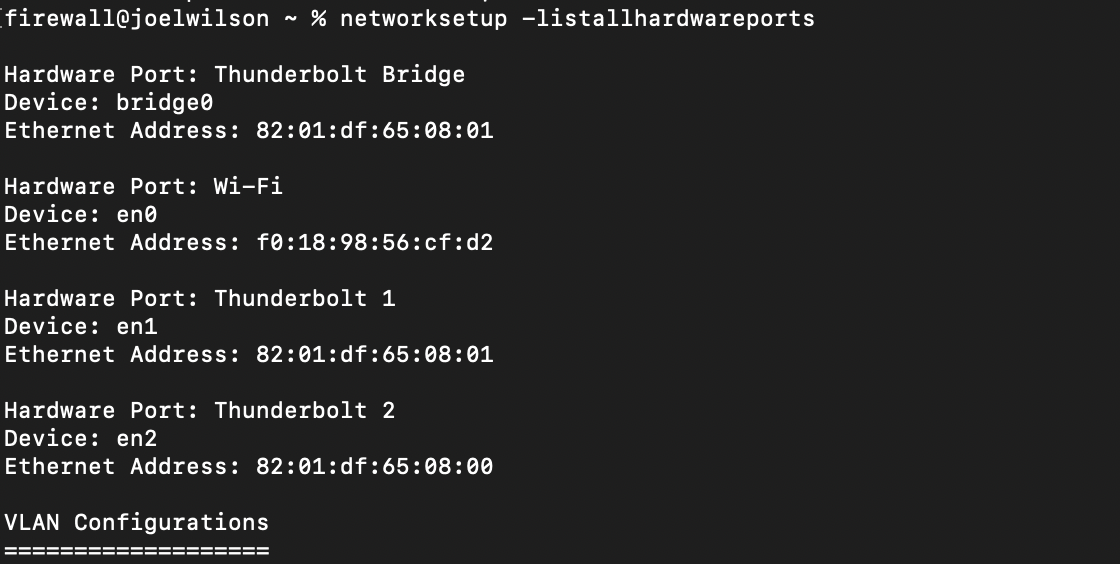 [firewall@joelwilson ~ % networksetup -listallhardwareports
Hardware Port: Thunderbolt Bridge
Device: bridge0
Ethernet Address: 82:01:df:65:08:01
Hardware Port: Wi-Fi
Device: en0
Ethernet Address: f0:18:98:56:cf:d2
Hardware Port: Thunderbolt 1
Device: en1
Ethernet Address: 82:01:df:65:08:01
Hardware Port: Thunderbolt 2
Device: en2
Ethernet Address: 82:01:df:65:08:00
VLAN Configurations
===================